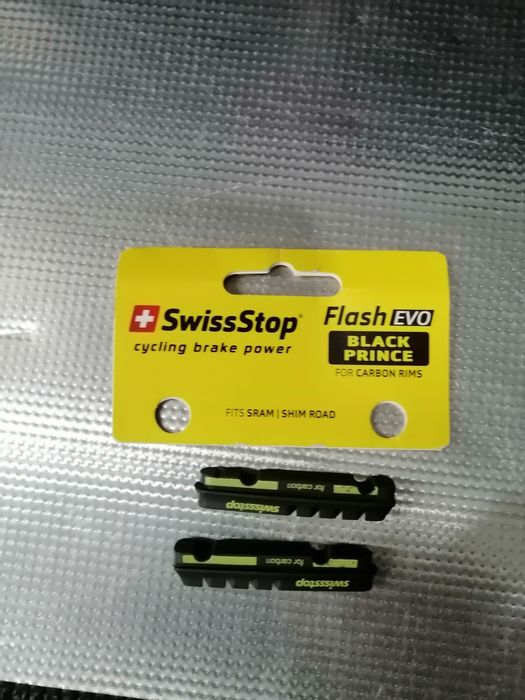 SwissStop®
cycling brake power
Flash EVO
BLACK
PRINCE
FOR CARBON RIMS
FITS SRAM | SHIM ROAD
for carbon
swissstop
for carbon
swissstop